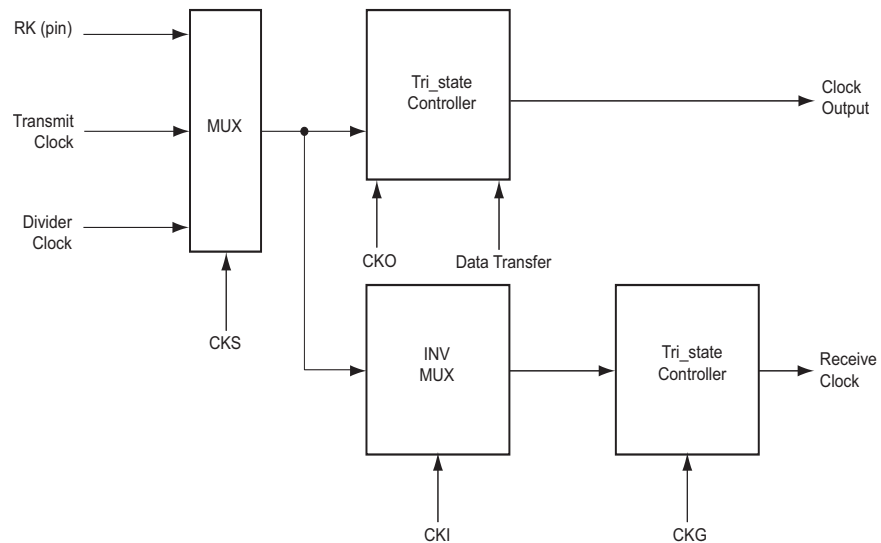 RK (pin)
Transmit
Clock
Divider
Clock
MUX
CKS
Tri_state
Controller
CKO
Data Transfer
Clock
Output
INV
MUX
CKI
Tri_state
Controller
CKG
Receive
Clock